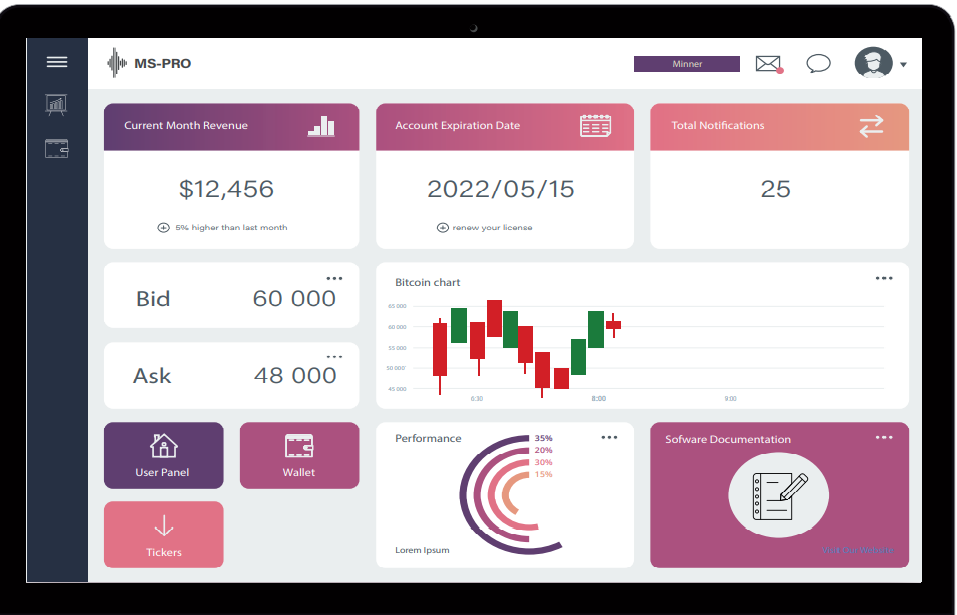 MS-PRO
Minner
Current Month Revenue
Account Expiration Date
Total Notifications
$12,456
2022/05/15
25
5% higher than last month
renew your license
Bid
60 000
Bitcoin chart
65 000
60 000
55 000
50 000
45 000
6:30
8:00
9:00
Ask
48 000
User Panel
Wallet
Tickers
Performance
35%
20%
30%
15%
Lorem Ipsum
Sofware Documentation
Visit Our Website